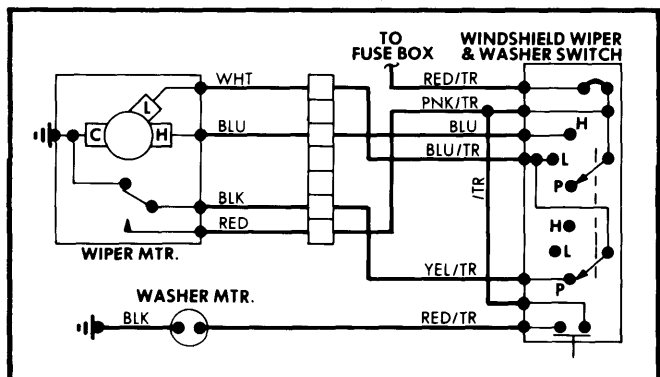 TO
FUSE BOX
WINDSHIELD WIPER
& WASHER SWITCH
WHT
RED/TR
PNK/TR
L
C
H
BLU
BLU
H
BLU/TR
L
P
/TR
BLK
RED
H
L
WIPER MTR.
YEL/TR
P
WASHER MTR.
BLK
RED/TR